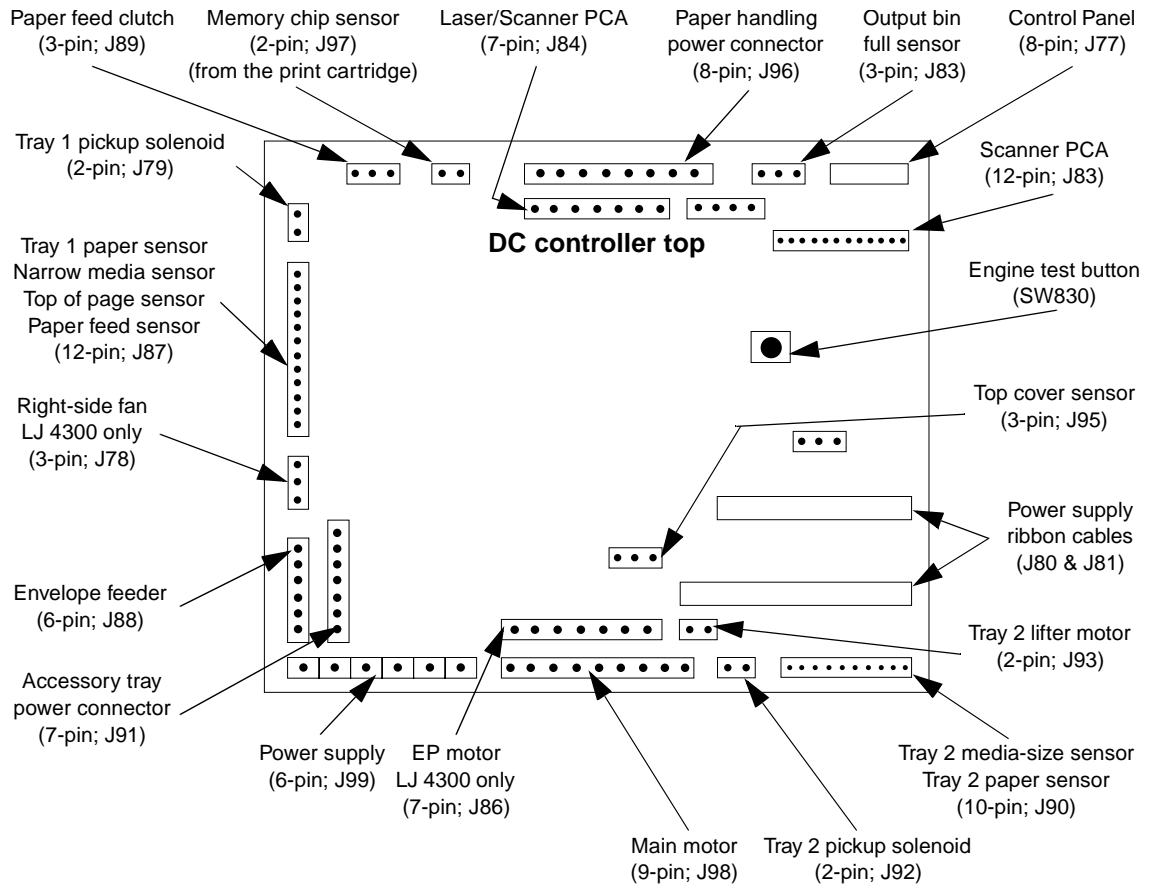 Paper feed clutch
(3-pin; J89)
Memory chip sensor
(2-pin; J97)
(from the print cartridge)
Laser/Scanner PCA
(7-pin; J84)
Paper handling
power connector
(8-pin; J96)
Output bin
full sensor
(3-pin; J83)
Control Panel
(8-pin; J77)
Tray 1 pickup solenoid
(2-pin; J79)
Scanner PCA
(12-pin; J83)
DC controller top
Tray 1 paper sensor
Narrow media sensor
Top of page sensor
Paper feed sensor
(12-pin; J87)
Engine test button
(SW830)
Right-side fan
LJ 4300 only
(3-pin; J78)
Top cover sensor
(3-pin; J95)
Power supply
ribbon cables
(J80 & J81)
Envelope feeder
(6-pin; J88)
Tray 2 lifter motor
(2-pin; J93)
Accessory tray
power connector
(7-pin; J91)
Power supply
(6-pin; J99)
EP motor
LJ 4300 only
(7-pin; J86)
Tray 2 media-size sensor
Tray 2 paper sensor
(10-pin; J90)
Main motor
(9-pin; J98)
Tray 2 pickup solenoid
(2-pin; J92)